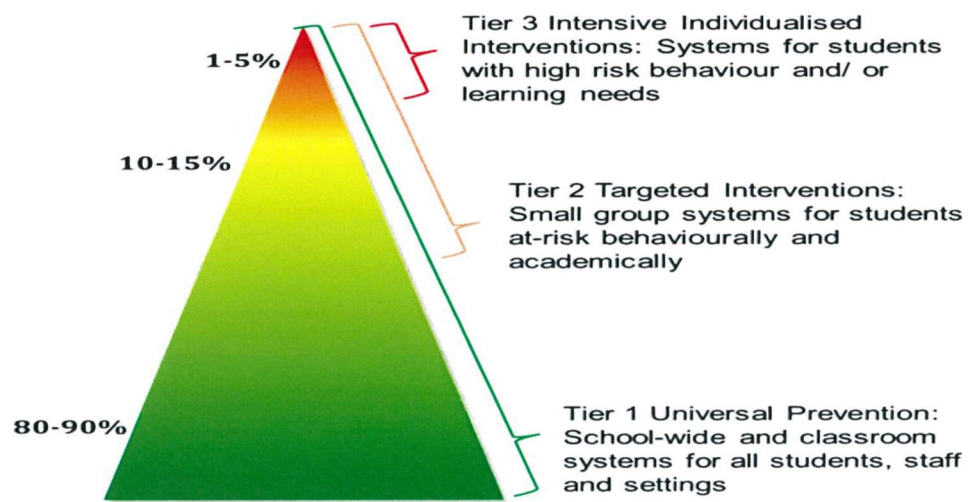 Tier 3 Intensive Individualised
Interventions: Systems for students
with high risk behaviour and/ or
learning needs
1-5%
10-15%
Tier 2 Targeted Interventions:
Small group systems for students
at-risk behaviourally and
academically
80-90%
Tier 1 Universal Prevention:
School-wide and classroom
systems for all students, staff
and settings